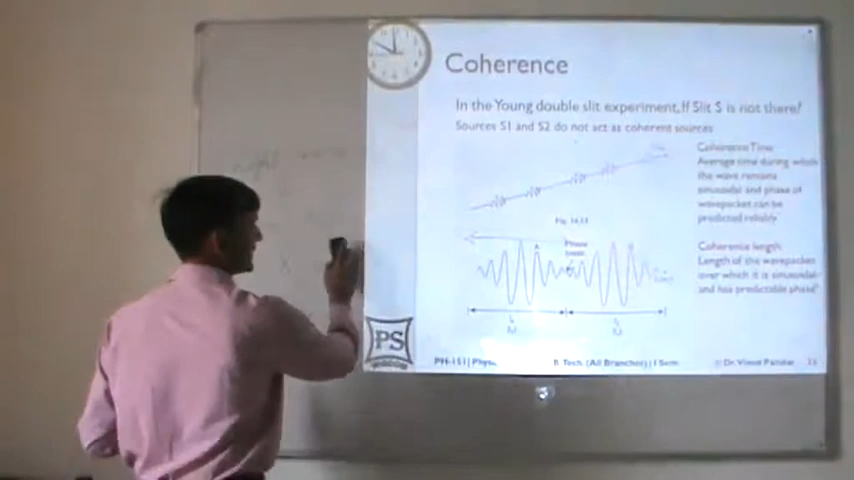 Coherence
In the Young double slit experiment, If Slit S is not there?
Sources S1 and S2 do not act as coherent sources
Coherence Time
Average time during which
the wave remains
sinusoidal and phase of
wavepacket can be
predicted reliably
Fig. 14.13
Phase
Coherence length
Length of the wavepacket
over which it is sinusoidal
and has predictable phase
PS
PH-151 | Physics
B. Tech. (All Branches) | I Sem
© Dr. Vinod Pandar